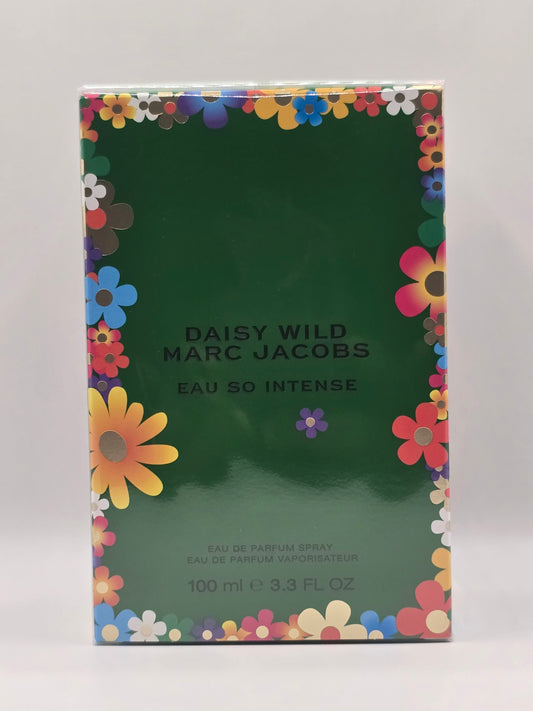 DAISY WILD
MARC JACOBS
EAU SO INTENSE
EAU DE PARFUM SPRAY
EAU DE PARFUM VAPORISATEUR
100 ml ℮ 3.3 FL OZ